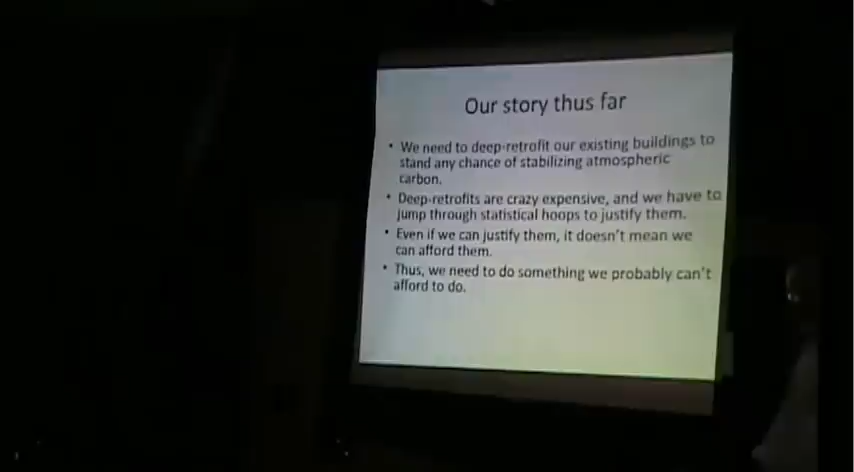 Our story thus far
• We need to deep-retrofit our existing buildings to
stand any chance of stabilizing atmospheric
carbon.
• Deep-retrofits are crazy expensive, and we have to
jump through statistical hoops to justify them.
• Even if we can justify them, it doesn't mean we
can afford them.
• Thus, we need to do something we probably can't
afford to do.